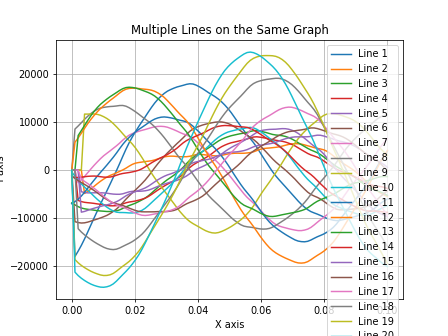 Multiple Lines on the Same Graph
20000
10000
0
−10000
−20000
0.00
0.02
0.04
0.06
X axis
Line 1
Line 2
Line 3
Line 4
Line 5
Line 6
Line 7
Line 8
Line 9
Line 10
Line 11
Line 12
Line 13
Line 14
Line 15
Line 16
Line 17
Line 18
Line 19
Line 20